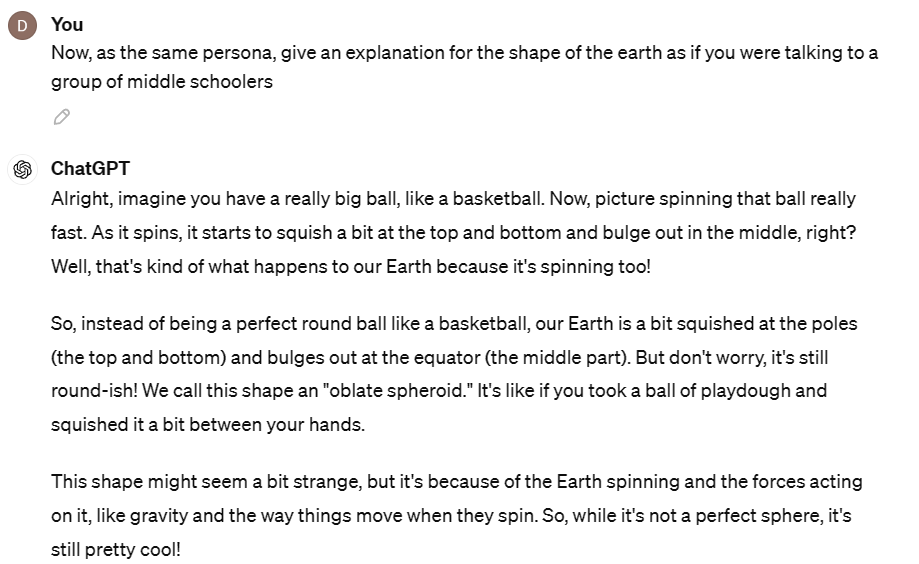 D
You
Now, as the same persona, give an explanation for the shape of the earth as if you were talking to a
group of middle schoolers
ChatGPT
Alright, imagine you have a really big ball, like a basketball. Now, picture spinning that ball really
fast. As it spins, it starts to squish a bit at the top and bottom and bulge out in the middle, right?
Well, that's kind of what happens to our Earth because it's spinning too!
So, instead of being a perfect round ball like a basketball, our Earth is a bit squished at the poles
(the top and bottom) and bulges out at the equator (the middle part). But don't worry, it's still
round-ish! We call this shape an "oblate spheroid." It's like if you took a ball of playdough and
squished it a bit between your hands.
This shape might seem a bit strange, but it's because of the Earth spinning and the forces acting
on it, like gravity and the way things move when they spin. So, while it's not a perfect sphere, it's
still pretty cool!